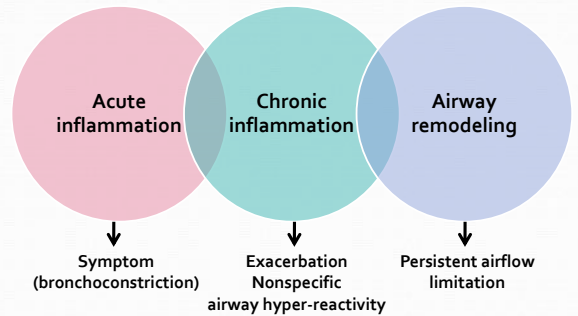 Acute
inflammation
Chronic
inflammation
Airway
remodeling
Symptom
(bronchoconstriction)
Exacerbation
Nonspecific
airway hyper-reactivity
Persistent airflow
limitation